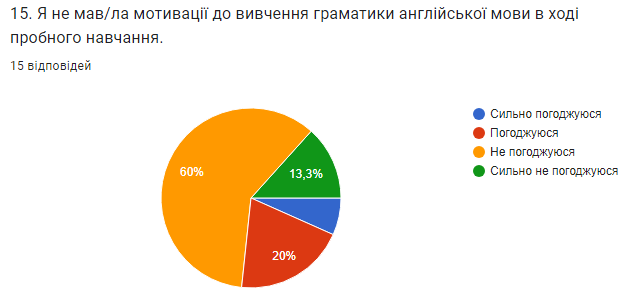 15. Я не мав/ла мотивації до вивчення граматики англійської мови в ході
пробного навчання.
15 відповідей
Сильно погоджуюся
Погоджуюся
Не погоджуюся
Сильно не погоджуюся
60%
13,3%
20%